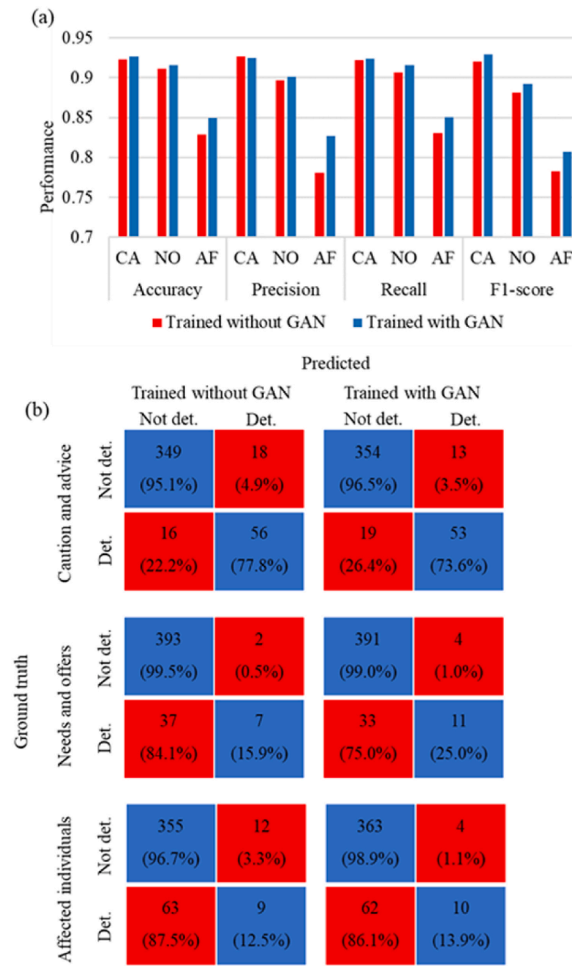 (a)
0.95
0.9
0.85
0.8
0.75
0.7
Performance
CA NO AF CA NO AF CA NO AF CA NO AF
Accuracy Precision Recall F1-score
Trained without GAN Trained with GAN
Predicted
Trained without GAN Trained with GAN
(b)
Not det. Det. Not det. Det.
Ground truth
Caution and advice
Not det.
349 18 354 13
(95.1%) (4.9%) (96.5%) (3.5%)
Det.
16 56 19 53
(22.2%) (77.8%) (26.4%) (73.6%)
Needs and offers
Not det.
393 2 391 4
(99.5%) (0.5%) (99.0%) (1.0%)
Det.
37 7 33 11
(84.1%) (15.9%) (75.0%) (25.0%)
Affected individuals
Not det.
355 12 363 4
(96.7%) (3.3%) (98.9%) (1.1%)
Det.
63 9 62 10
(87.5%) (12.5%) (86.1%) (13.9%)